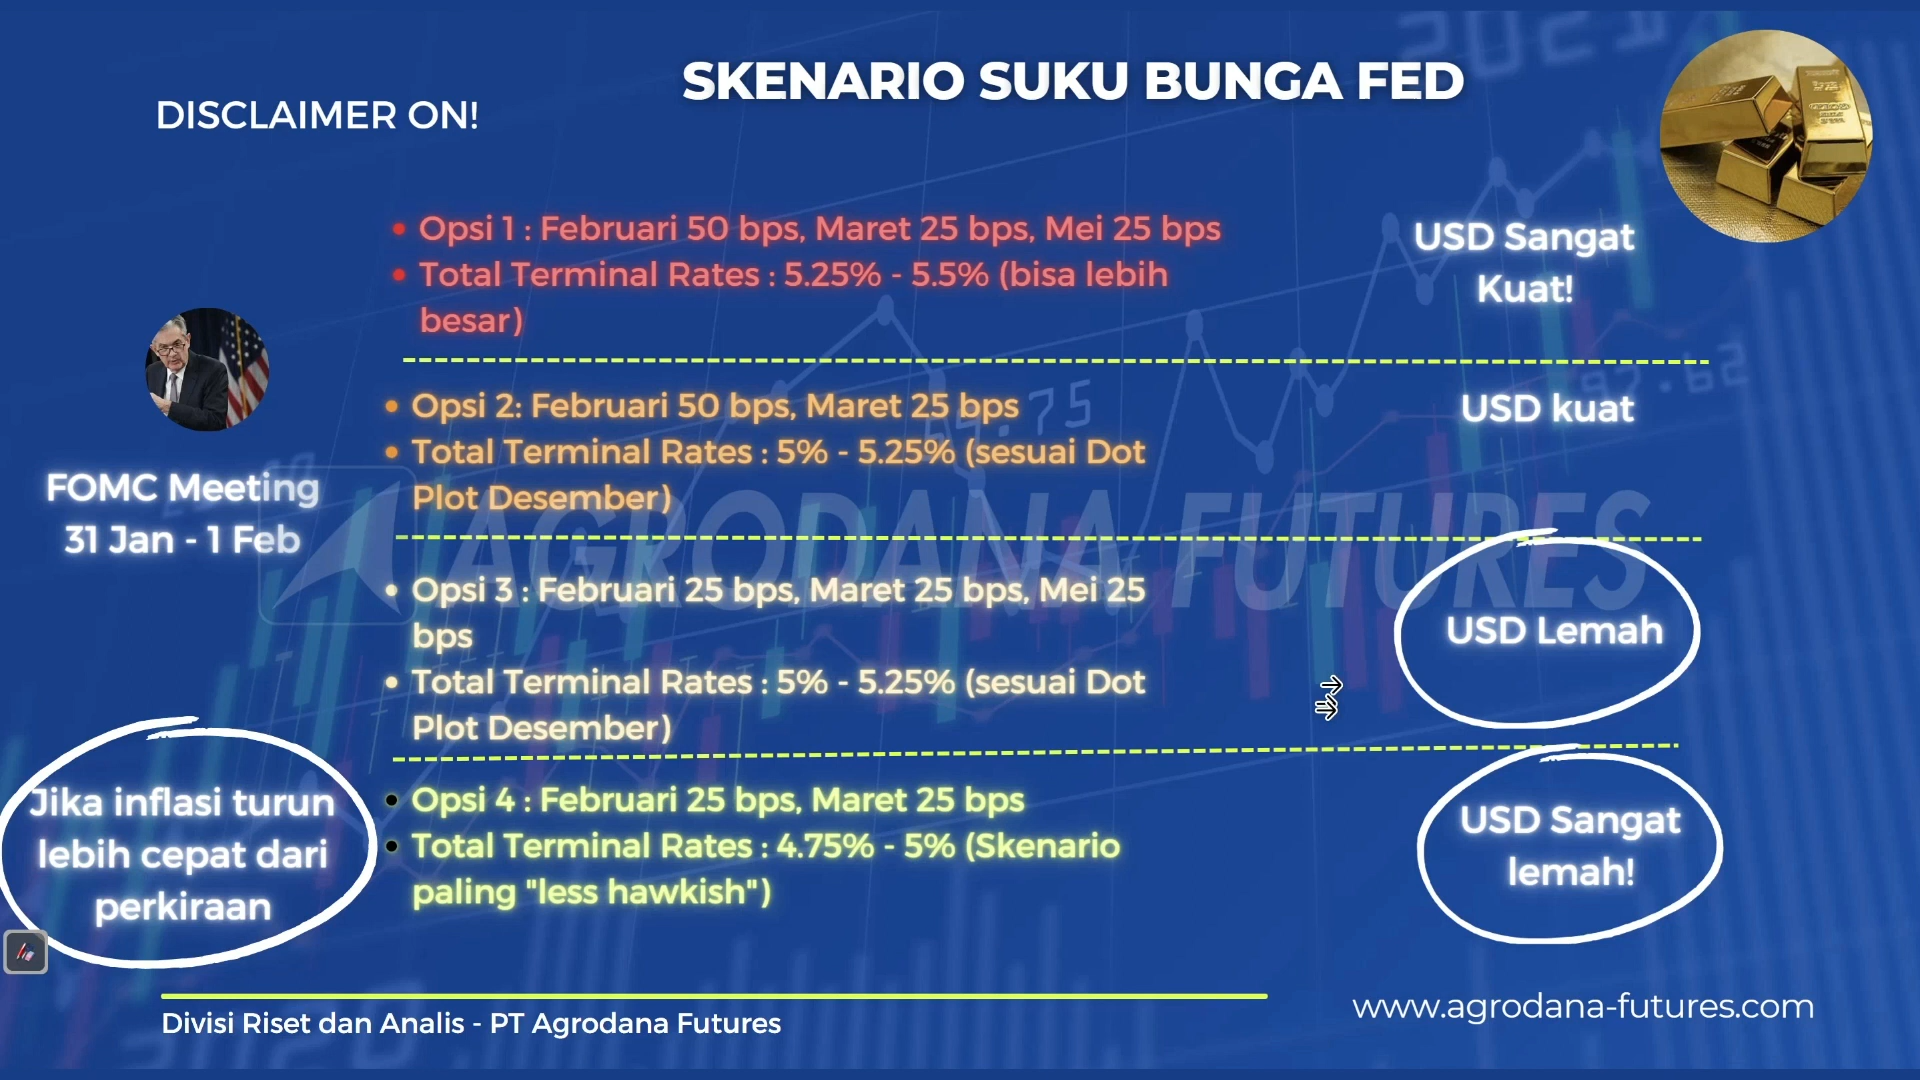 SKENARIO SUKU BUNGA FED
DISCLAIMER ON!
Opsi 1 : Februari 50 bps, Maret 25 bps, Mei 25 bps
Total Terminal Rates : 5.25% - 5.5% (bisa lebih
besar)
USD Sangat
Kuat!
Opsi 2: Februari 50 bps, Maret 25 bps
Total Terminal Rates : 5% - 5.25% (sesuai Dot
Plot Desember)
USD kuat
FOMC Meeting
31 Jan - 1 Feb
AGRODANA FUTURES
Opsi 3 : Februari 25 bps, Maret 25 bps, Mei 25
bps
Total Terminal Rates : 5% - 5.25% (sesuai Dot
Plot Desember)
USD Lemah
Jika inflasi turun
lebih cepat dari
perkiraan
Opsi 4 : Februari 25 bps, Maret 25 bps
Total Terminal Rates : 4.75% - 5% (Skenario
paling "less hawkish")
USD Sangat
lemah!
Divisi Riset dan Analis - PT Agrodana Futures
www.agrodana-futures.com